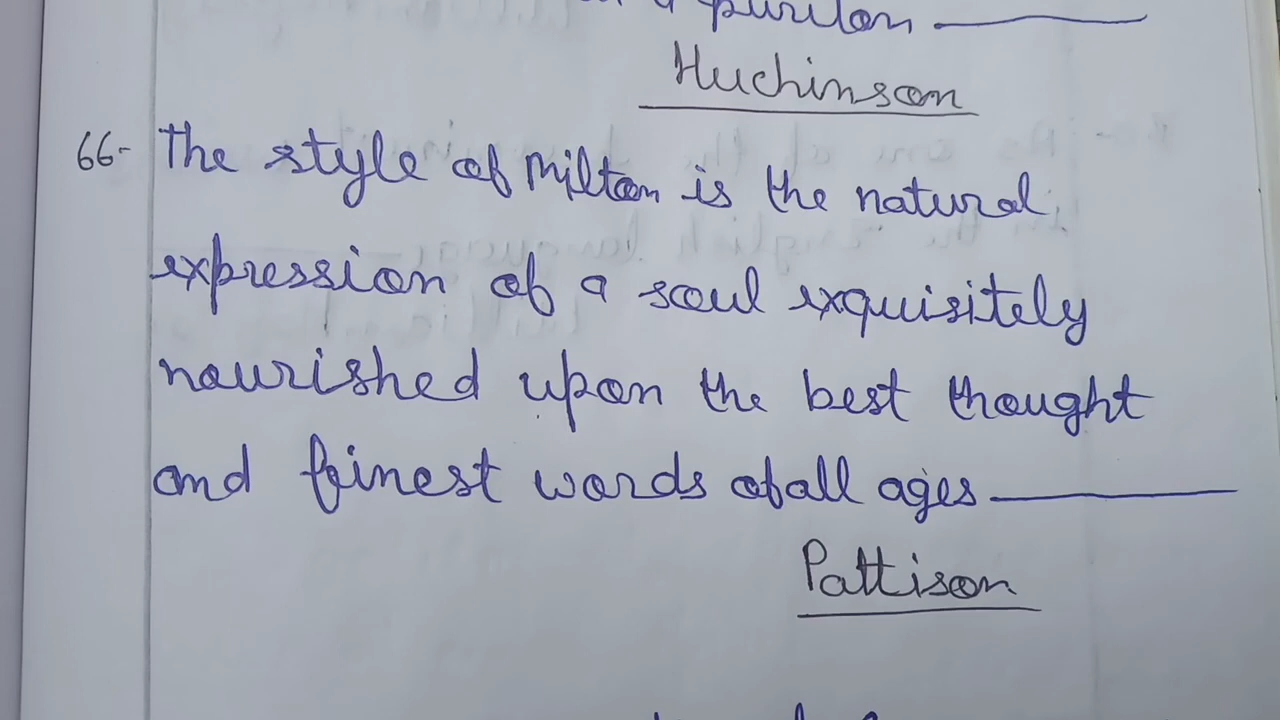 puritan
Huchinson
66- The style of Milton is the natural
expression of a soul exquisitely
nourished upon the best thought
and finest words of all ages
Pattison